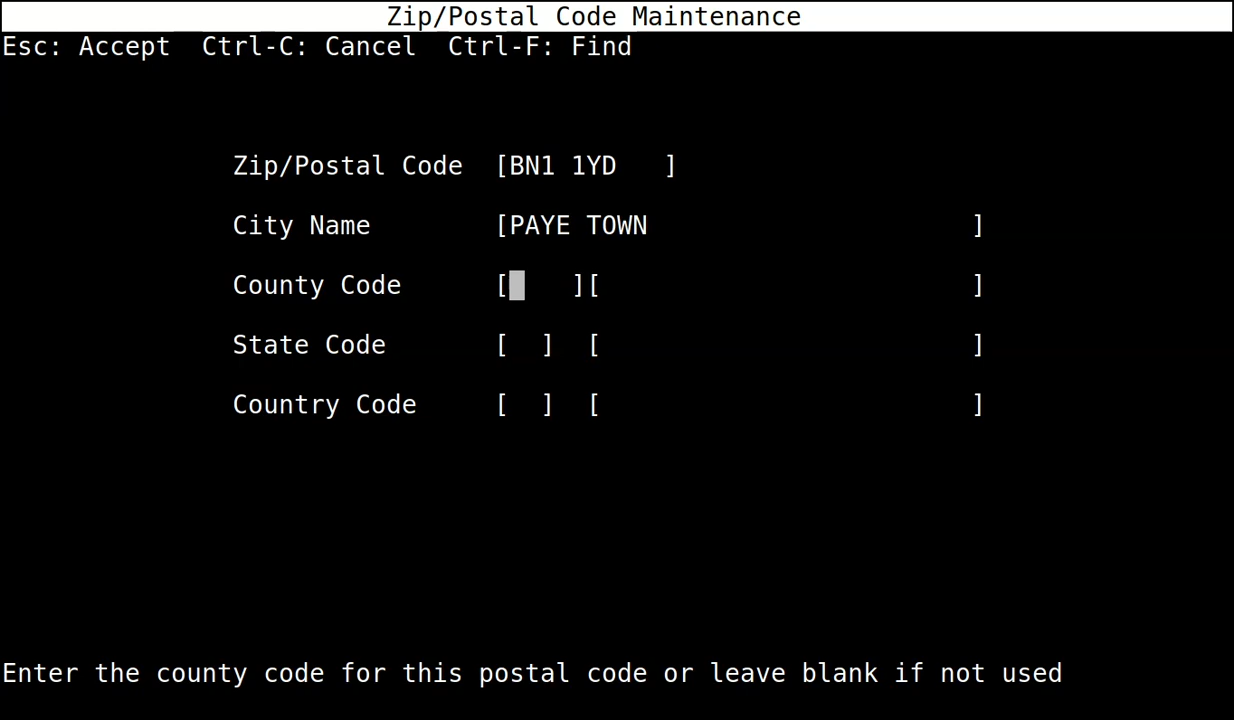 Zip/Postal Code Maintenance
Esc: Accept  Ctrl-C: Cancel  Ctrl-F: Find
Zip/Postal Code  [BN1 1YD   ]
City Name        [PAYE TOWN                     ]
County Code      [    ][                        ]
State Code       [  ]  [                        ]
Country Code     [  ]  [                        ]
Enter the county code for this postal code or leave blank if not used